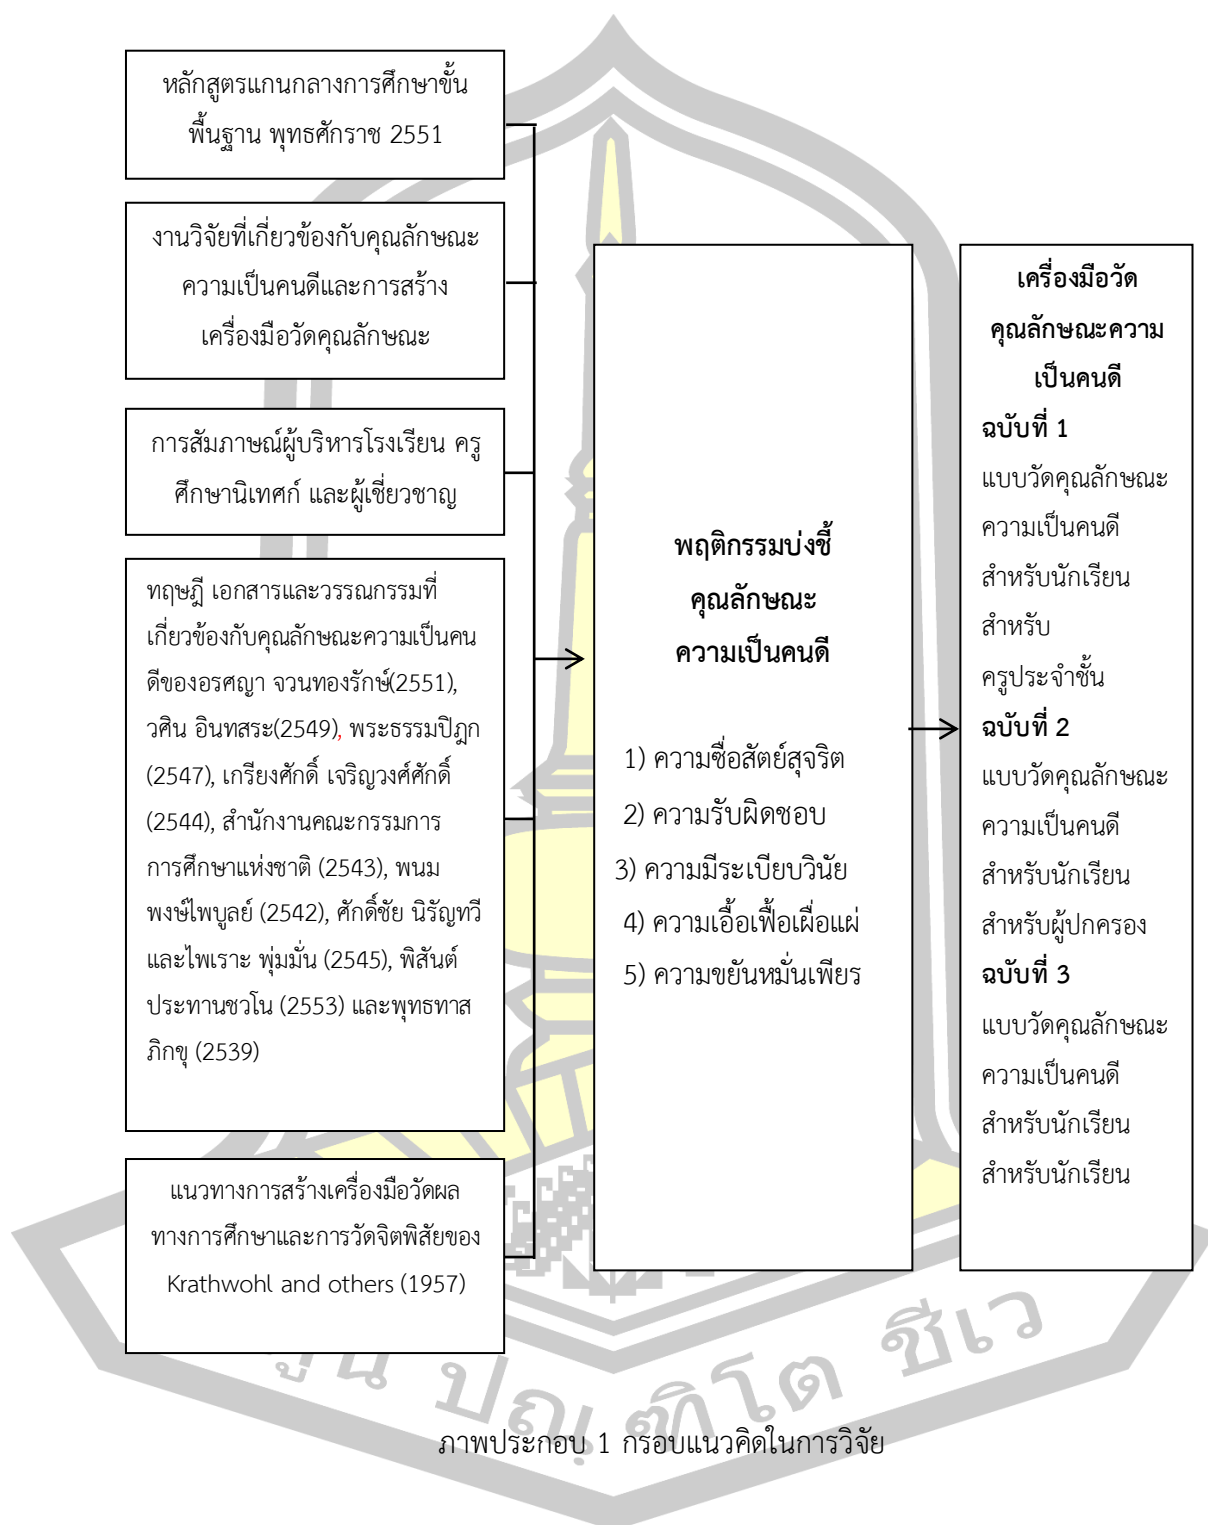 หลักสูตรแกนกลางการศึกษาขั้น
พื้นฐาน พุทธศักราช 2551
งานวิจัยที่เกี่ยวข้องกับคุณลักษณะ
ความเป็นคนดีและการสร้าง
เครื่องมือวัดคุณลักษณะ
การสัมภาษณ์ผู้บริหารโรงเรียน ครู
ศึกษานิเทศก์ และผู้เชี่ยวชาญ
ทฤษฎี เอกสารและวรรณกรรมที่
เกี่ยวข้องกับคุณลักษณะความเป็นคน
ดีของอรศญา จวนทองรักษ์(2551),
วศิน อินทสระ(2549), พระธรรมปิฎก
(2547), เกรียงศักดิ์ เจริญวงศ์ศักดิ์
(2544), สำนักงานคณะกรรมการ
การศึกษาแห่งชาติ (2543), พนม
พงษ์ไพบูลย์ (2542), ศักดิ์ชัย นิรัญทวี
และไพเราะ พุ่มมั่น (2545), พิสันต์
ประทานชวโน (2553) และพุทธทาส
ภิกขุ (2539)
แนวทางการสร้างเครื่องมือวัดผล
ทางการศึกษาและการวัดจิตพิสัยของ
Krathwohl and others (1957)
พฤติกรรมบ่งชี้
คุณลักษณะ
ความเป็นคนดี
1) ความซื่อสัตย์สุจริต
2) ความรับผิดชอบ
3) ความมีระเบียบวินัย
4) ความเอื้อเฟื้อเผื่อแผ่
5) ความขยันหมั่นเพียร
เครื่องมือวัด
คุณลักษณะความ
เป็นคนดี
ฉบับที่ 1
แบบวัดคุณลักษณะ
ความเป็นคนดี
สำหรับนักเรียน
สำหรับ
ครูประจำชั้น
ฉบับที่ 2
แบบวัดคุณลักษณะ
ความเป็นคนดี
สำหรับนักเรียน
สำหรับผู้ปกครอง
ฉบับที่ 3
แบบวัดคุณลักษณะ
ความเป็นคนดี
สำหรับนักเรียน
สำหรับนักเรียน
ปณฺฑิโต ชีเว
ภาพประกอบ 1 กรอบแนวคิดในการวิจัย